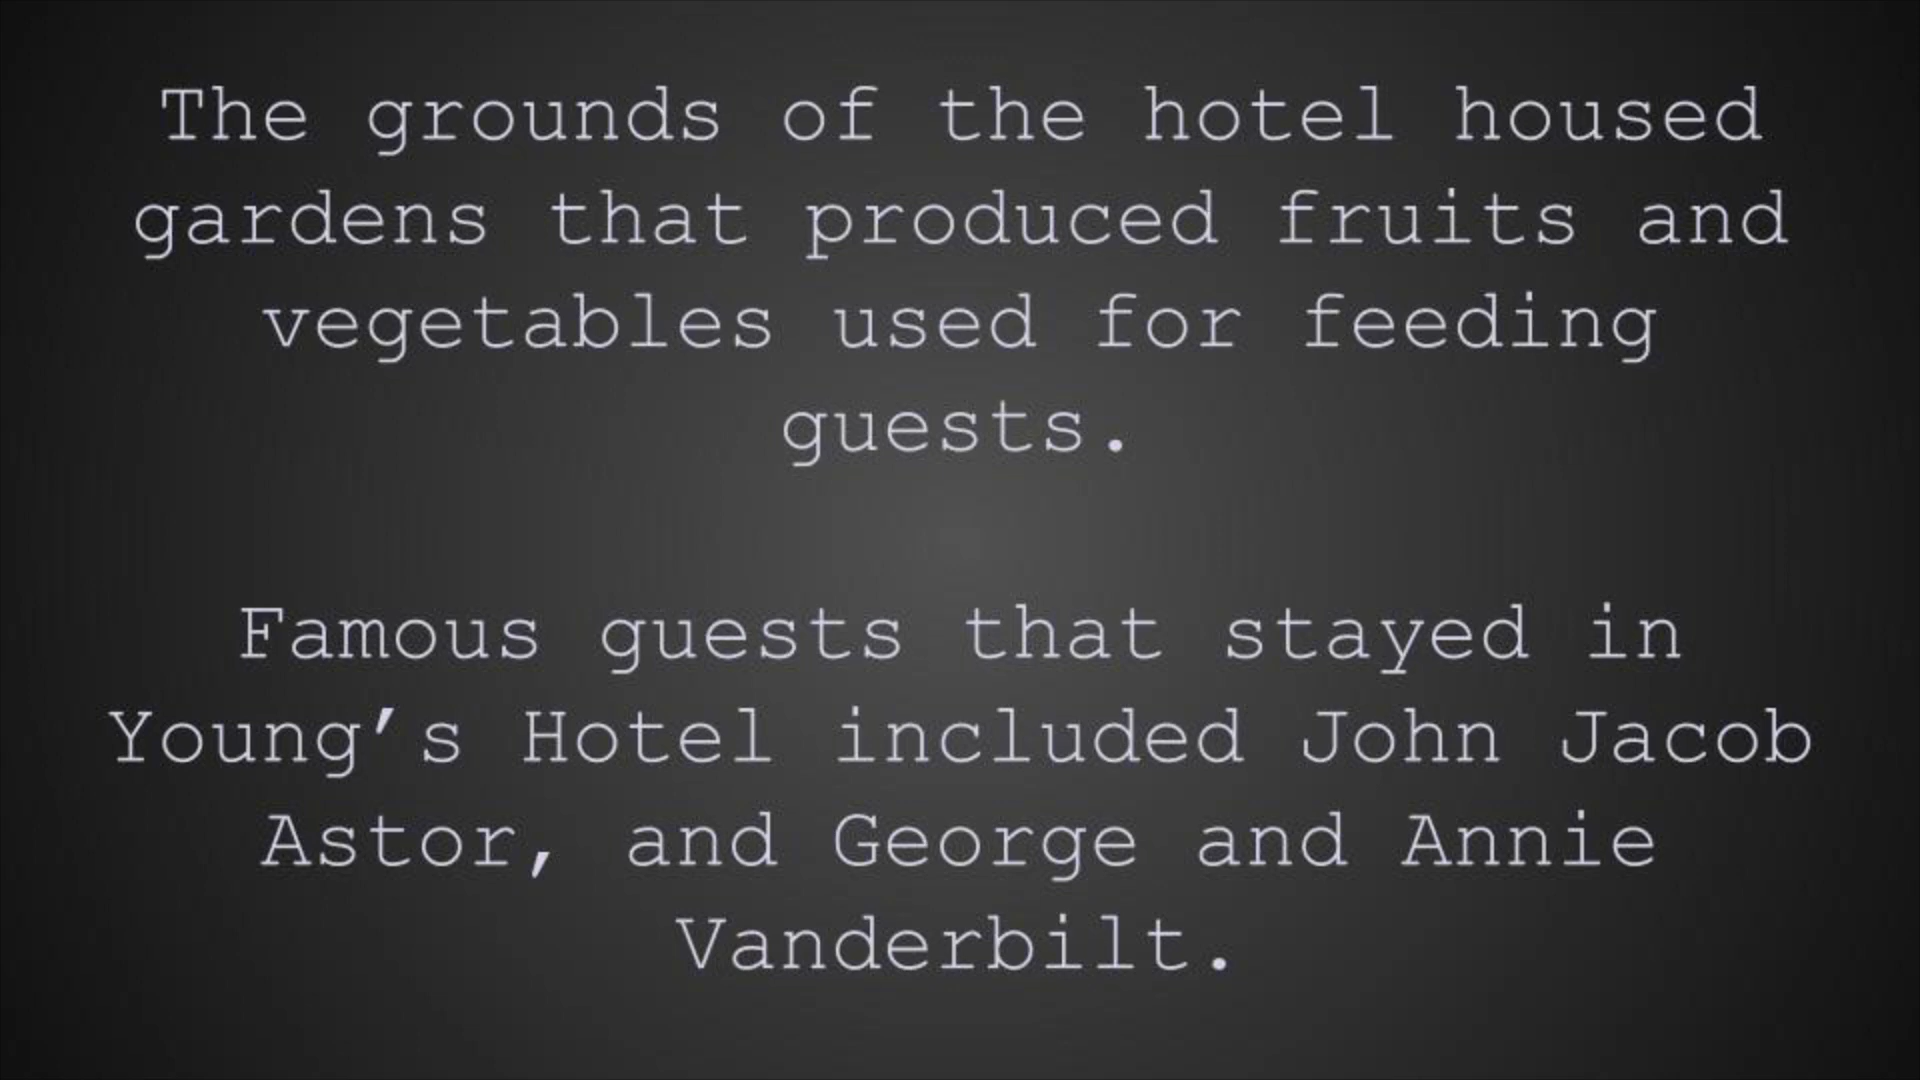 The grounds of the hotel housed
gardens that produced fruits and
vegetables used for feeding
guests.
Famous guests that stayed in
Young’s Hotel included John Jacob
Astor, and George and Annie
Vanderbilt.